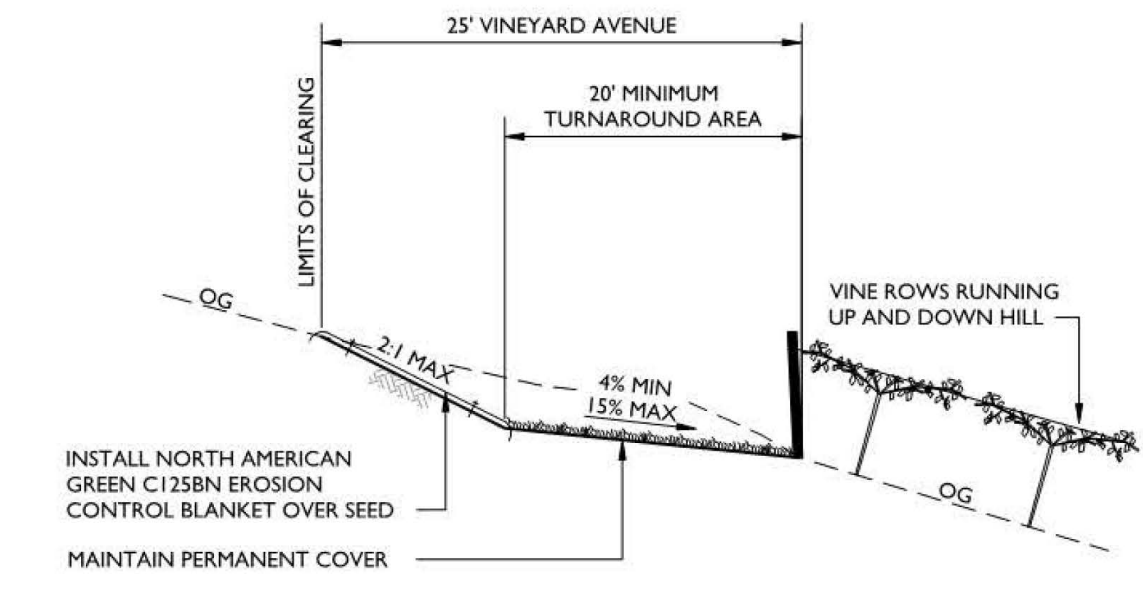 25' VINEYARD AVENUE
20' MINIMUM
TURNAROUND AREA
LIMITS OF CLEARING
OG
VINE ROWS RUNNING
UP AND DOWN HILL
2:1 MAX
4% MIN
15% MAX
INSTALL NORTH AMERICAN
GREEN C125BN EROSION
CONTROL BLANKET OVER SEED
OG
MAINTAIN PERMANENT COVER